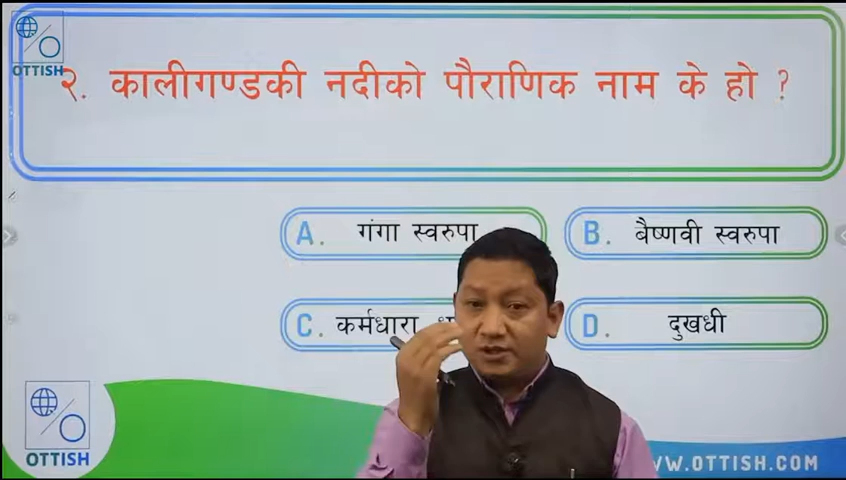 OTTISH
२. कालीगण्डकी नदीको पौराणिक नाम के हो ?
A. गंगा स्वरुपा
B. बैष्णवी स्वरुपा
C. कर्मधारा
D. दुखधी
OTTISH
.OTTISH.COM